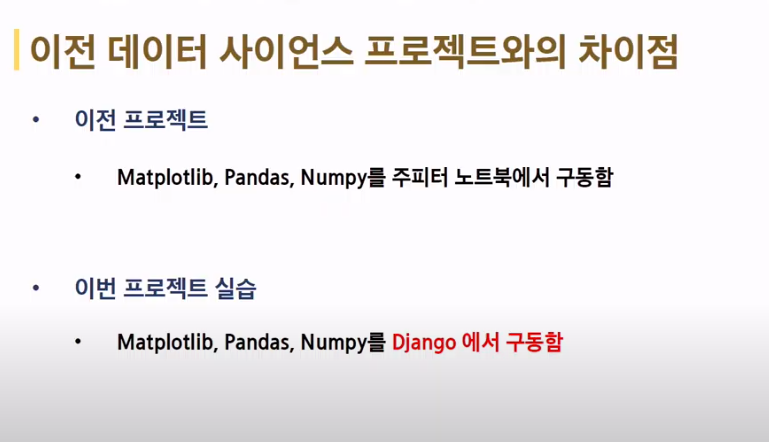 이전 데이터 사이언스 프로젝트와의 차이점
• 이전 프로젝트
• Matplotlib, Pandas, Numpy를 주피터 노트북에서 구동함
• 이번 프로젝트 실습
• Matplotlib, Pandas, Numpy를 Django 에서 구동함